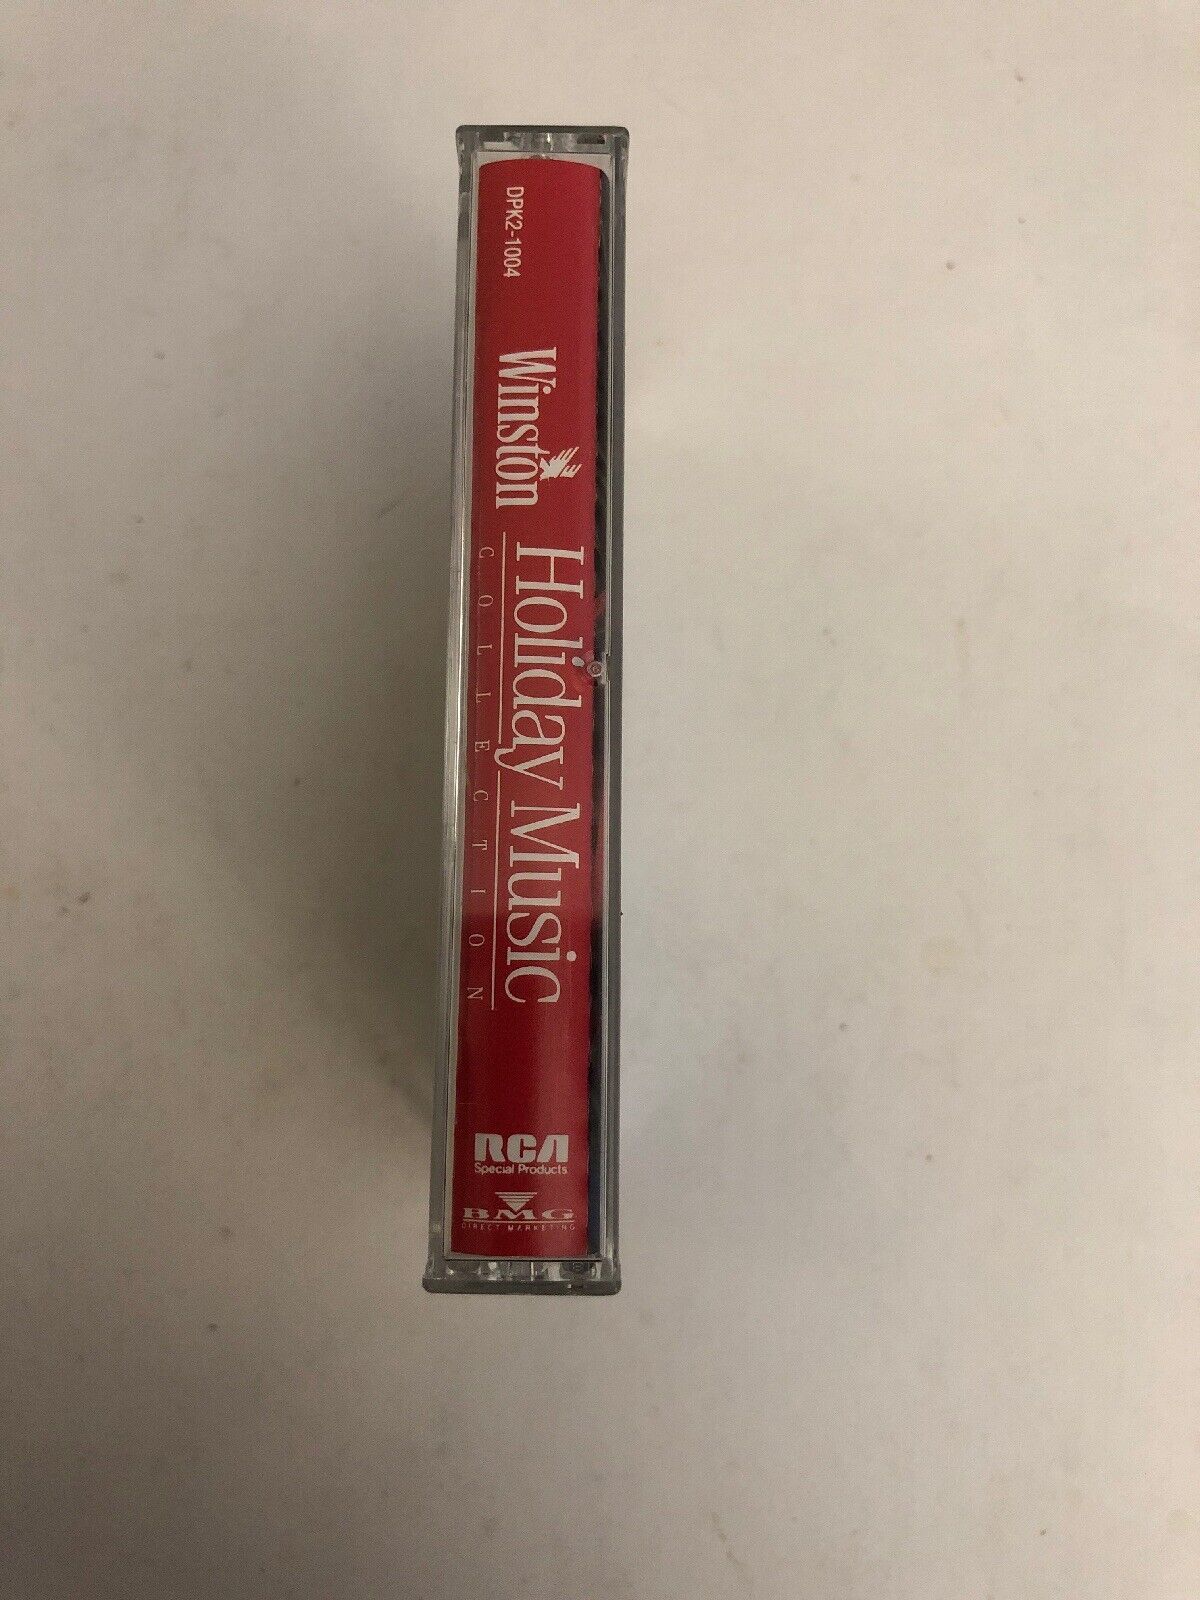 DPK2-1004
Winston
Holiday Music
COLLECTION
RCA
Special Products
BMG
DIRECT MARKETING